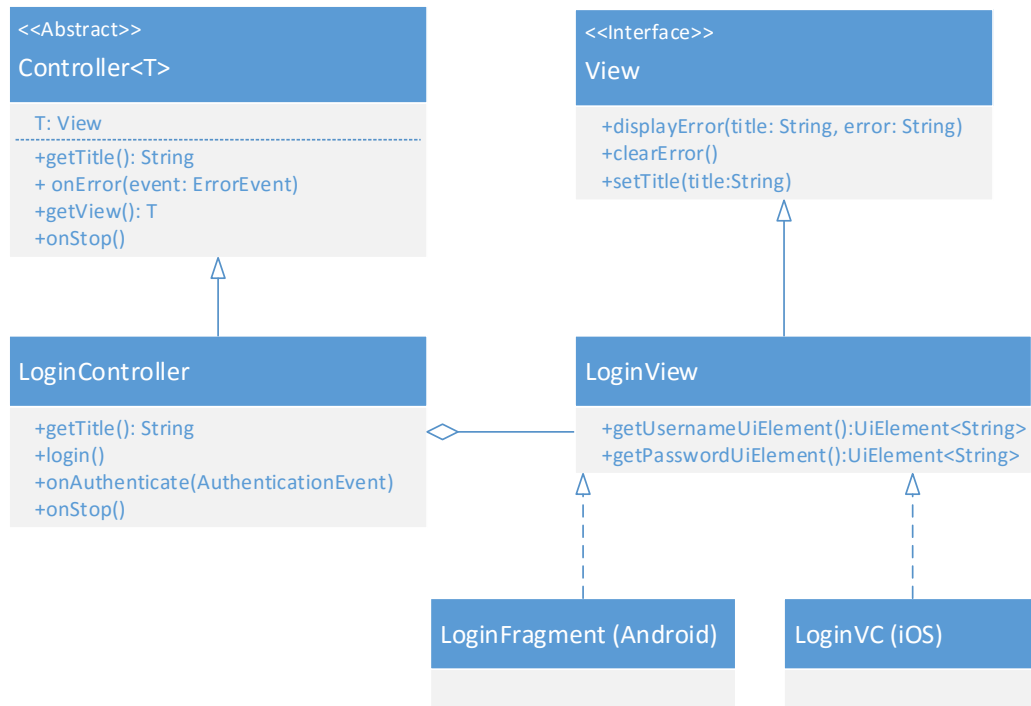 <<Abstract>>
Controller<T>
T: View
+getTitle(): String
+ onError(event: ErrorEvent)
+getView(): T
+onStop()
<<Interface>>
View
+displayError(title: String, error: String)
+clearError()
+setTitle(title:String)
LoginController
+getTitle(): String
+login()
+onAuthenticate(AuthenticationEvent)
+onStop()
LoginView
+getUsernameUiElement():UiElement<String>
+getPasswordUiElement():UiElement<String>
LoginFragment (Android)
LoginVC (iOS)